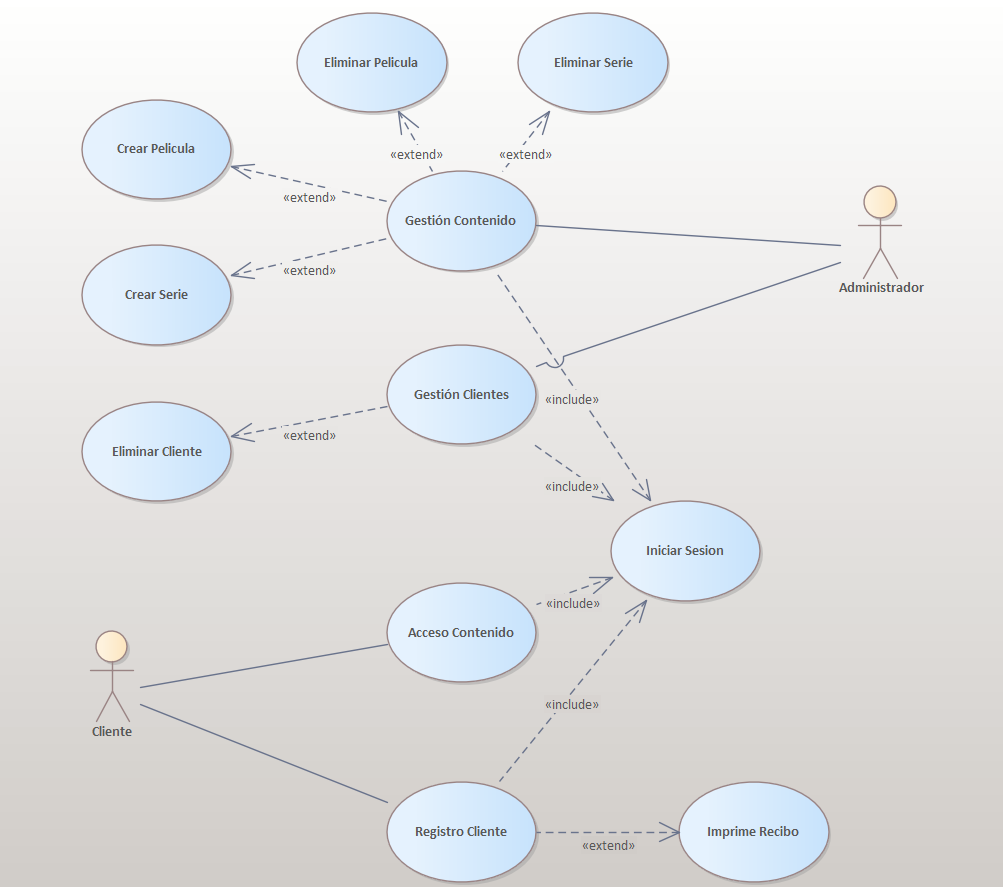 Eliminar Pelicula
Eliminar Serie
Crear Pelicula
«extend»
«extend»
«extend»
Gestión Contenido
«extend»
Crear Serie
Administrador
Gestión Clientes
«include»
«extend»
Eliminar Cliente
«include»
Iniciar Sesion
«include»
Acceso Contenido
Cliente
«include»
Registro Cliente
«extend»
Imprime Recibo